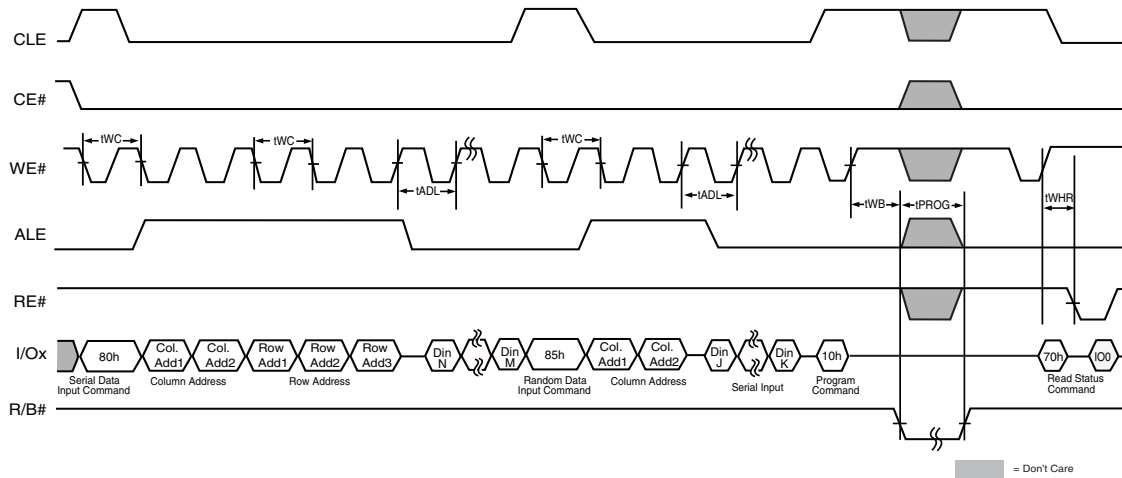 CLE
CE#
tWC tWC tWC
WE#
tADL tADL
tWB tPROG tWHR
ALE
RE#
I/Ox 80h Col. Add1 Col. Add2 Row Add1 Row Add2 Row Add3 Din N Din M 85h Col. Add1 Col. Add2 Din J Din K 10h 70h IO0
Serial Data Input Command Column Address Row Address Random Data Input Command Column Address Serial Input Program Command Read Status Command
R/B#
= Don't Care